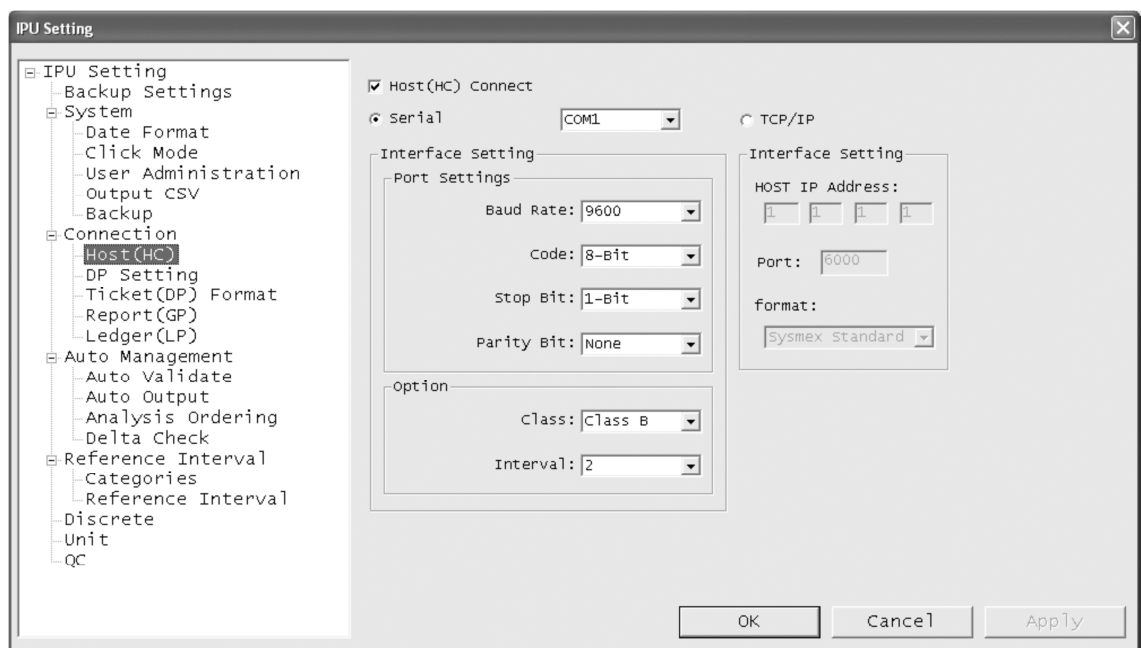 IPU Setting
IPU Setting
Backup Settings
System
Date Format
Click Mode
User Administration
Output CSV
Backup
Connection
Host(HC)
DP Setting
Ticket(DP) Format
Report(GP)
Ledger(LP)
Auto Management
Auto Validate
Auto Output
Analysis Ordering
Delta Check
Reference Interval
Categories
Reference Interval
Discrete
Unit
QC
Host(HC) Connect
Serial COM1
Interface Setting
Port Settings
Baud Rate: 9600
Code: 8-Bit
Stop Bit: 1-Bit
Parity Bit: None
Option
Class: Class B
Interval: 2
TCP/IP
Interface Setting
HOST IP Address:
1 1 1 1
Port: 6000
format:
Sysmex Standard
OK Cancel Apply